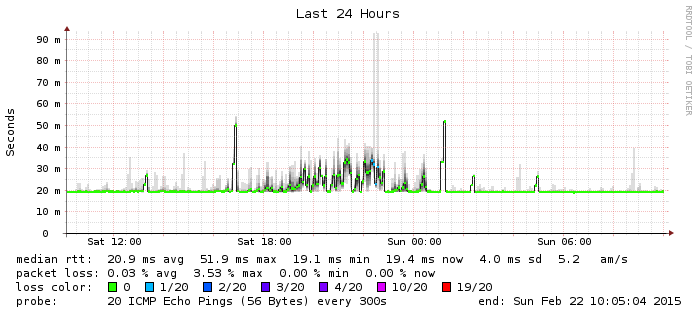 Last 24 Hours
RRDTOOL / TOBI OETIKER
Seconds
90 m
80 m
70 m
60 m
50 m
40 m
30 m
20 m
10 m
0
Sat 12:00 Sat 18:00 Sun 00:00 Sun 06:00
median rtt: 20.9 ms avg 51.9 ms max 19.1 ms min 19.4 ms now 4.0 ms sd 5.2 am/s
packet loss: 0.03 % avg 3.53 % max 0.00 % min 0.00 % now
loss color: 0 1/20 2/20 3/20 4/20 10/20 19/20
probe: 20 ICMP Echo Pings (56 Bytes) every 300s end: Sun Feb 22 10:05:04 2015